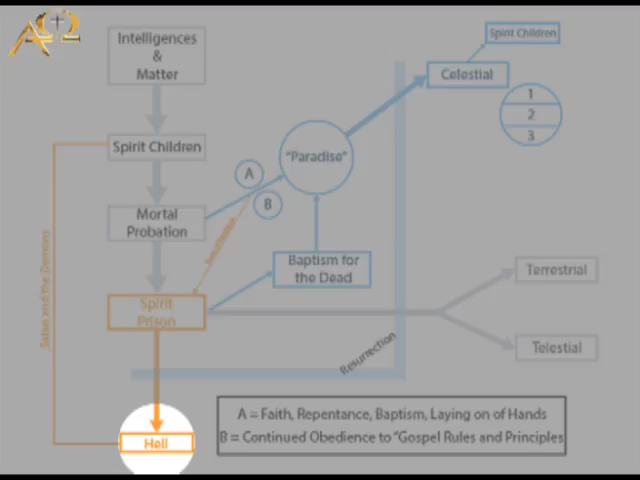 Α+Ω
Intelligences
&
Matter
Spirit Children
Celestial
1
2
3
Spirit Children
"Paradise"
A
B
Mortal
Probation
Baptism for
the Dead
Satan and the Demons
Spirit
Prison
Terrestrial
Telestial
Resurrection
Hell
A = Faith, Repentance, Baptism, Laying on of Hands
B = Continued Obedience to "Gospel Rules and Principles